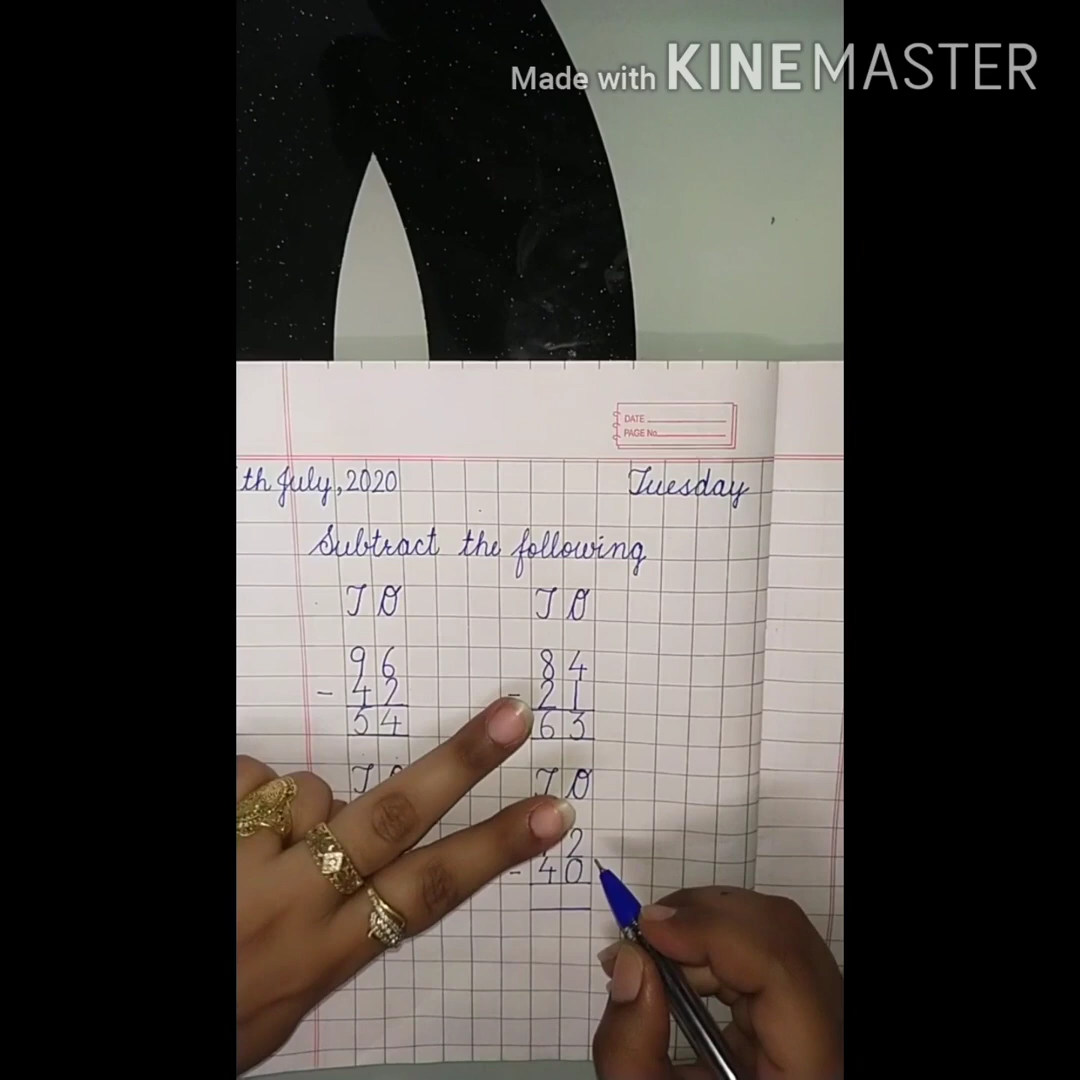 Made with KINEMASTER
DATE
PAGE No.
th July, 2020 Tuesday
Subtract the following
T O T O
9 6 8 4
- 4 2 - 2 1
5 4 6 3
T O T O
2
- 4 0